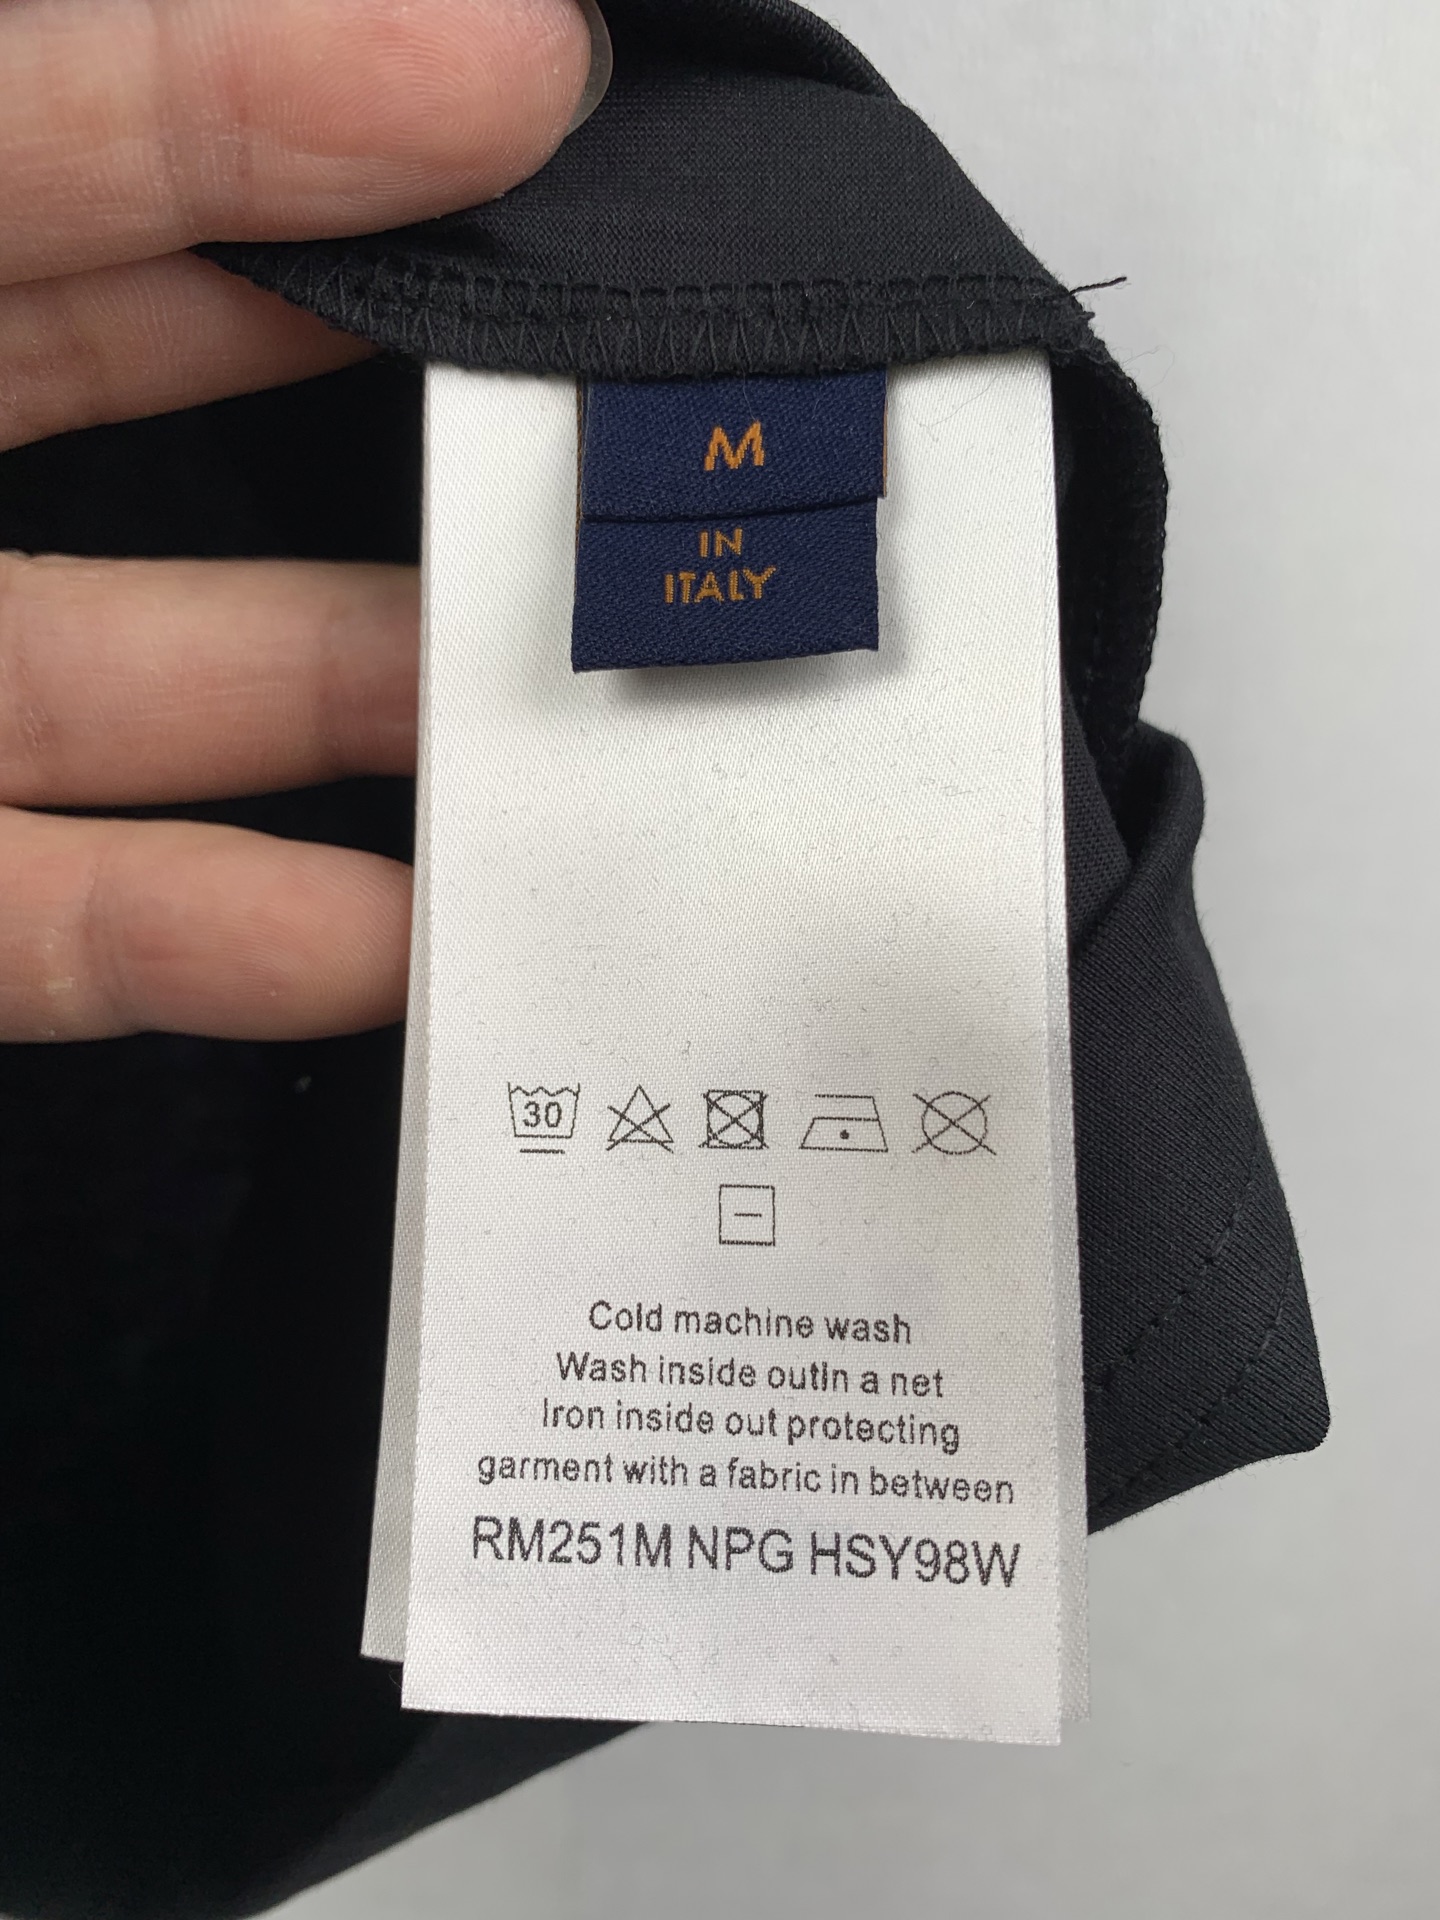 M
IN
ITALY
30
Cold machine wash
Wash inside outIn a net
Iron inside out protecting
garment with a fabric in between
RM251M NPG HSY98W